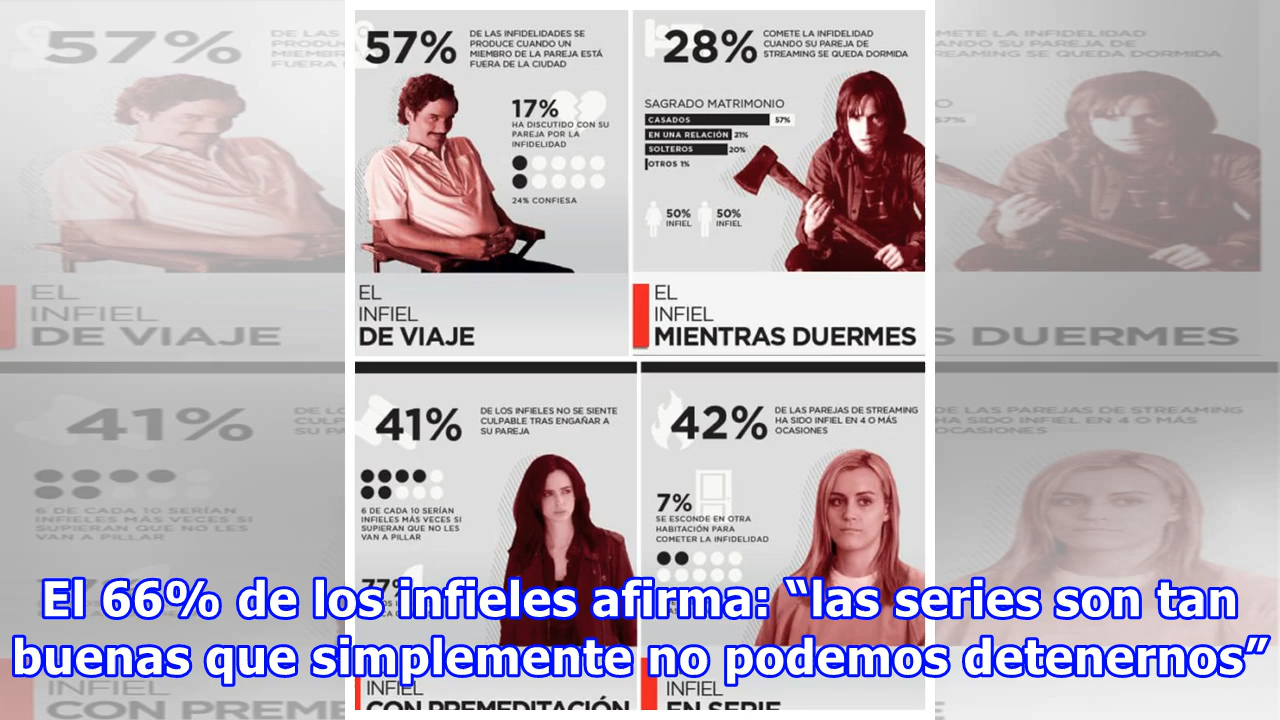 57%
DE LAS INFIDELIDADES SE
PRODUCE CUANDO UN
MIEMBRO DE LA PAREJA ESTÁ
FUERA DE LA CIUDAD
17%
HA DISCUTIDO CON SU
PAREJA POR LA
INFIDELIDAD
24% CONFIESA
EL
INFIEL
DE VIAJE
28%
COMETE LA INFIDELIDAD
CUANDO SU PAREJA DE
STREAMING SE QUEDA DORMIDA
SAGRADO MATRIMONIO
CASADOS 57%
EN UNA RELACIÓN 21%
SOLTEROS 20%
OTROS 1%
50% INFIEL
50% INFIEL
EL
INFIEL
MIENTRAS DUERMES
41%
DE LOS INFIELES NO SE SIENTE
CULPABLE TRAS ENGAÑAR A
SU PAREJA
6 DE CADA 10 SERÍAN
INFIELES MÁS VECES SI
SUPIERAN QUE NO LES
VAN A PILLAR
INFIEL
CON PREMEDITACIÓN
42%
DE LAS PAREJAS DE STREAMING
HA SIDO INFIEL EN 4 O MÁS
OCASIONES
7%
SE ESCONDE EN OTRA
HABITACIÓN PARA
COMETER LA INFIDELIDAD
INFIEL
EN SERIE
El 66% de los infieles afirma: “las series son tan
buenas que simplemente no podemos detenernos”